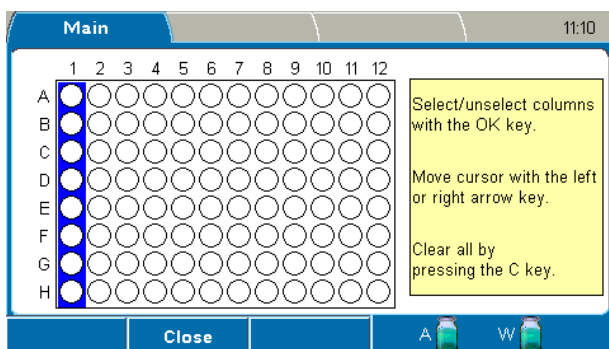 Main
11:10
1 2 3 4 5 6 7 8 9 10 11 12
A
B
C
D
E
F
G
H
Select/unselect columns
with the OK key.
Move cursor with the left
or right arrow key.
Clear all by
pressing the C key.
Close
A W